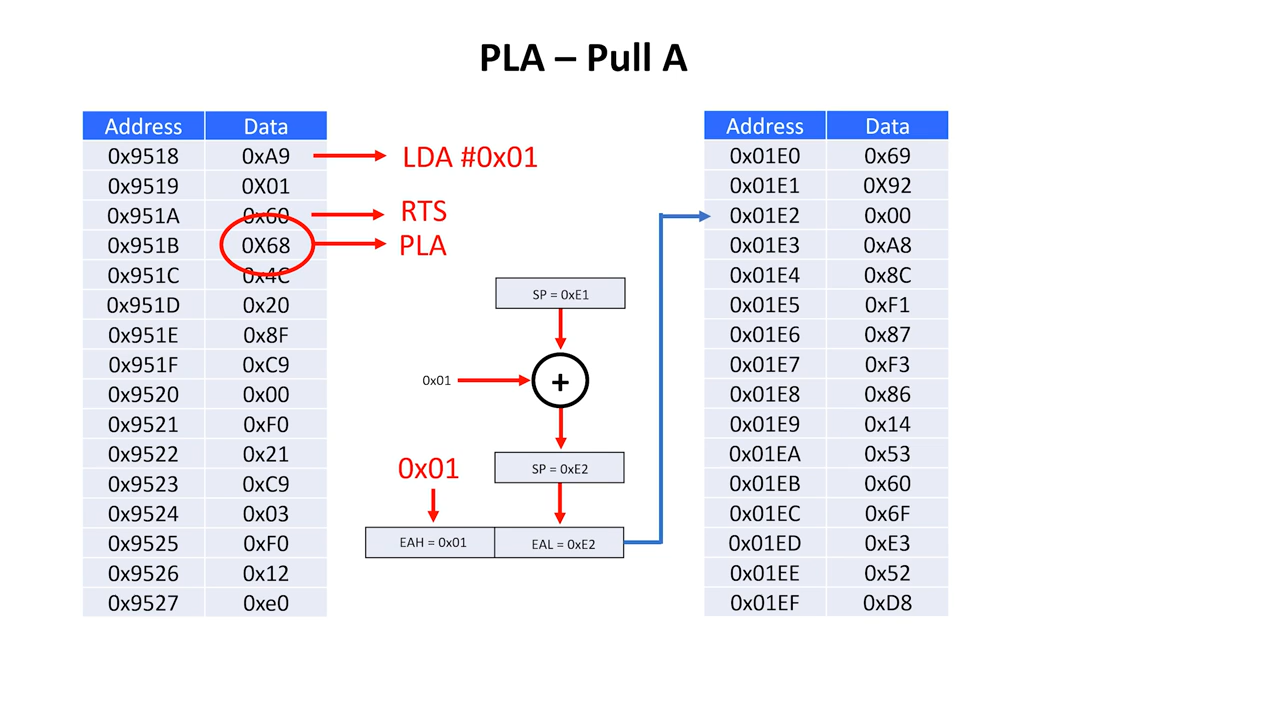 PLA – Pull A
Address Data
0x9518 0xA9
0x9519 0X01
0x951A 0x60
0x951B 0X68
0x951C 0x4C
0x951D 0x20
0x951E 0x8F
0x951F 0xC9
0x9520 0x00
0x9521 0xF0
0x9522 0x21
0x9523 0xC9
0x9524 0x03
0x9525 0xF0
0x9526 0x12
0x9527 0xe0
LDA #0x01
RTS
PLA
SP = 0xE1
0x01
+
0x01
SP = 0xE2
EAH = 0x01
EAL = 0xE2
Address Data
0x01E0 0x69
0x01E1 0X92
0x01E2 0x00
0x01E3 0xA8
0x01E4 0x8C
0x01E5 0xF1
0x01E6 0x87
0x01E7 0xF3
0x01E8 0x86
0x01E9 0x14
0x01EA 0x53
0x01EB 0x60
0x01EC 0x6F
0x01ED 0xE3
0x01EE 0x52
0x01EF 0xD8